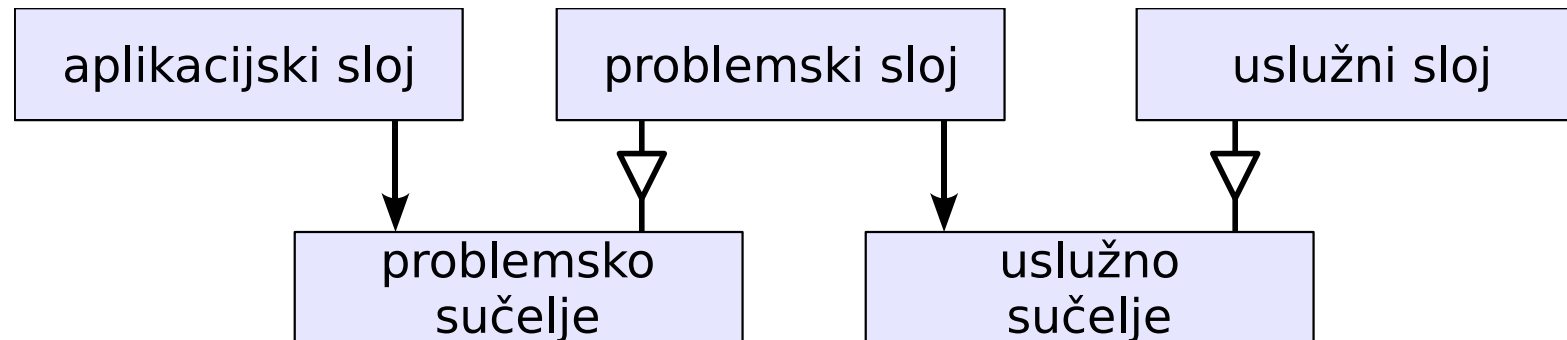 aplikacijski sloj
problemski sloj
uslužni sloj
problemsko
sučelje
uslužno
sučelje